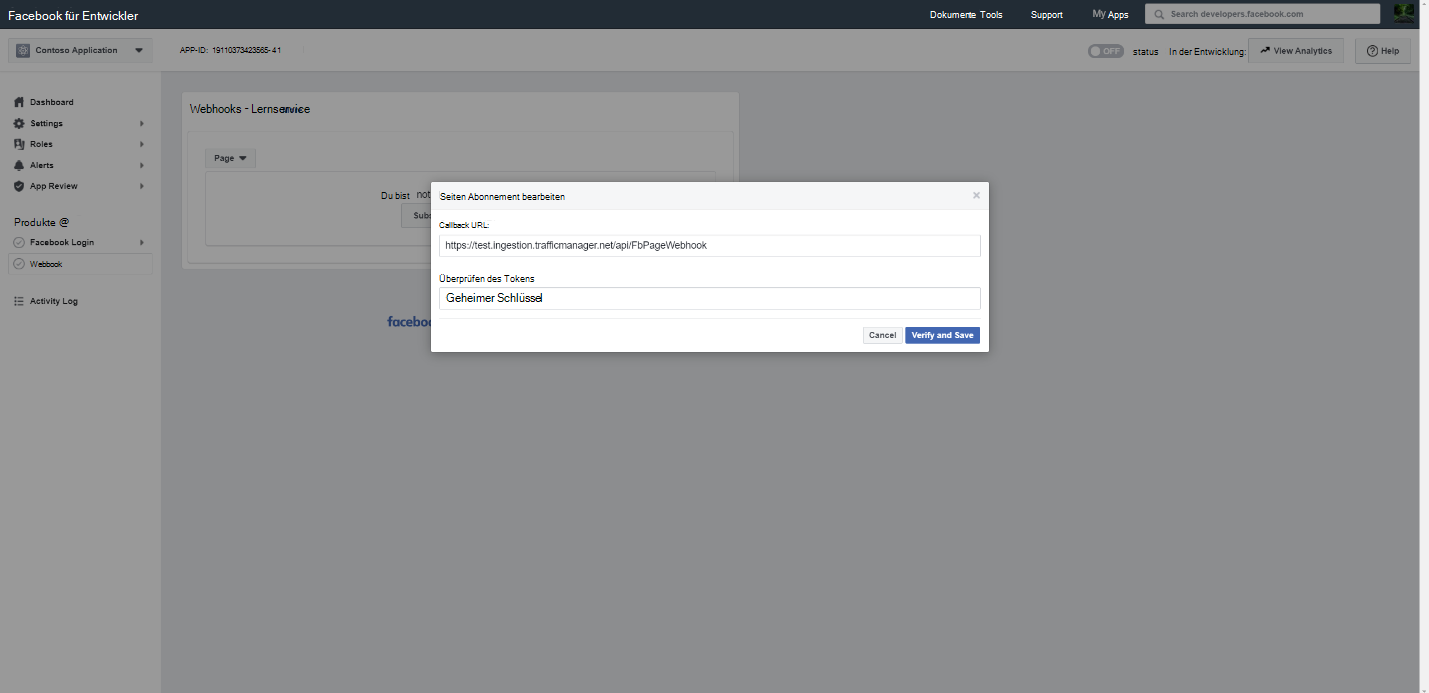 Facebook für Entwickler
Dokumente Tools Support My Apps Search developers.facebook.com
Contoso Application APP-ID: 19110373423565- 41 OFF status In der Entwicklung: View Analytics Help
Dashboard
Settings
Roles
Alerts
App Review
Produkte @
Facebook Login
Webbook
Activity Log
Webhooks - Lernservice
Page
Du bist not
Subs
faceboo
Seiten Abonnement bearbeiten
Callback URL:
https://test.ingestion.trafficmanager.net/api/FbPageWebhook
Überprüfen des Tokens
Geheimer Schlüssel
Cancel Verify and Save